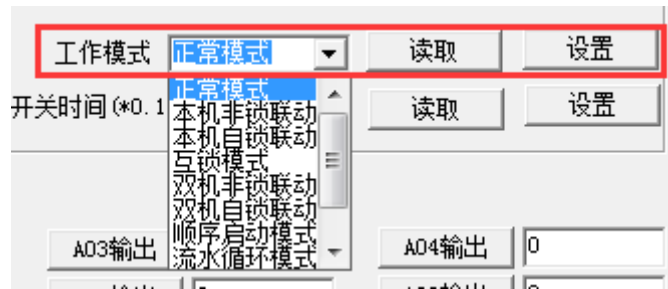 工作模式 正常模式 读取 设置
开关时间(*0.1 读取 设置
正常模式
本机非锁联动
本机自锁联动
互锁模式
双机非锁联动
双机自锁联动
顺序启动模式
流水循环模式
AO3输出 AO4输出 0